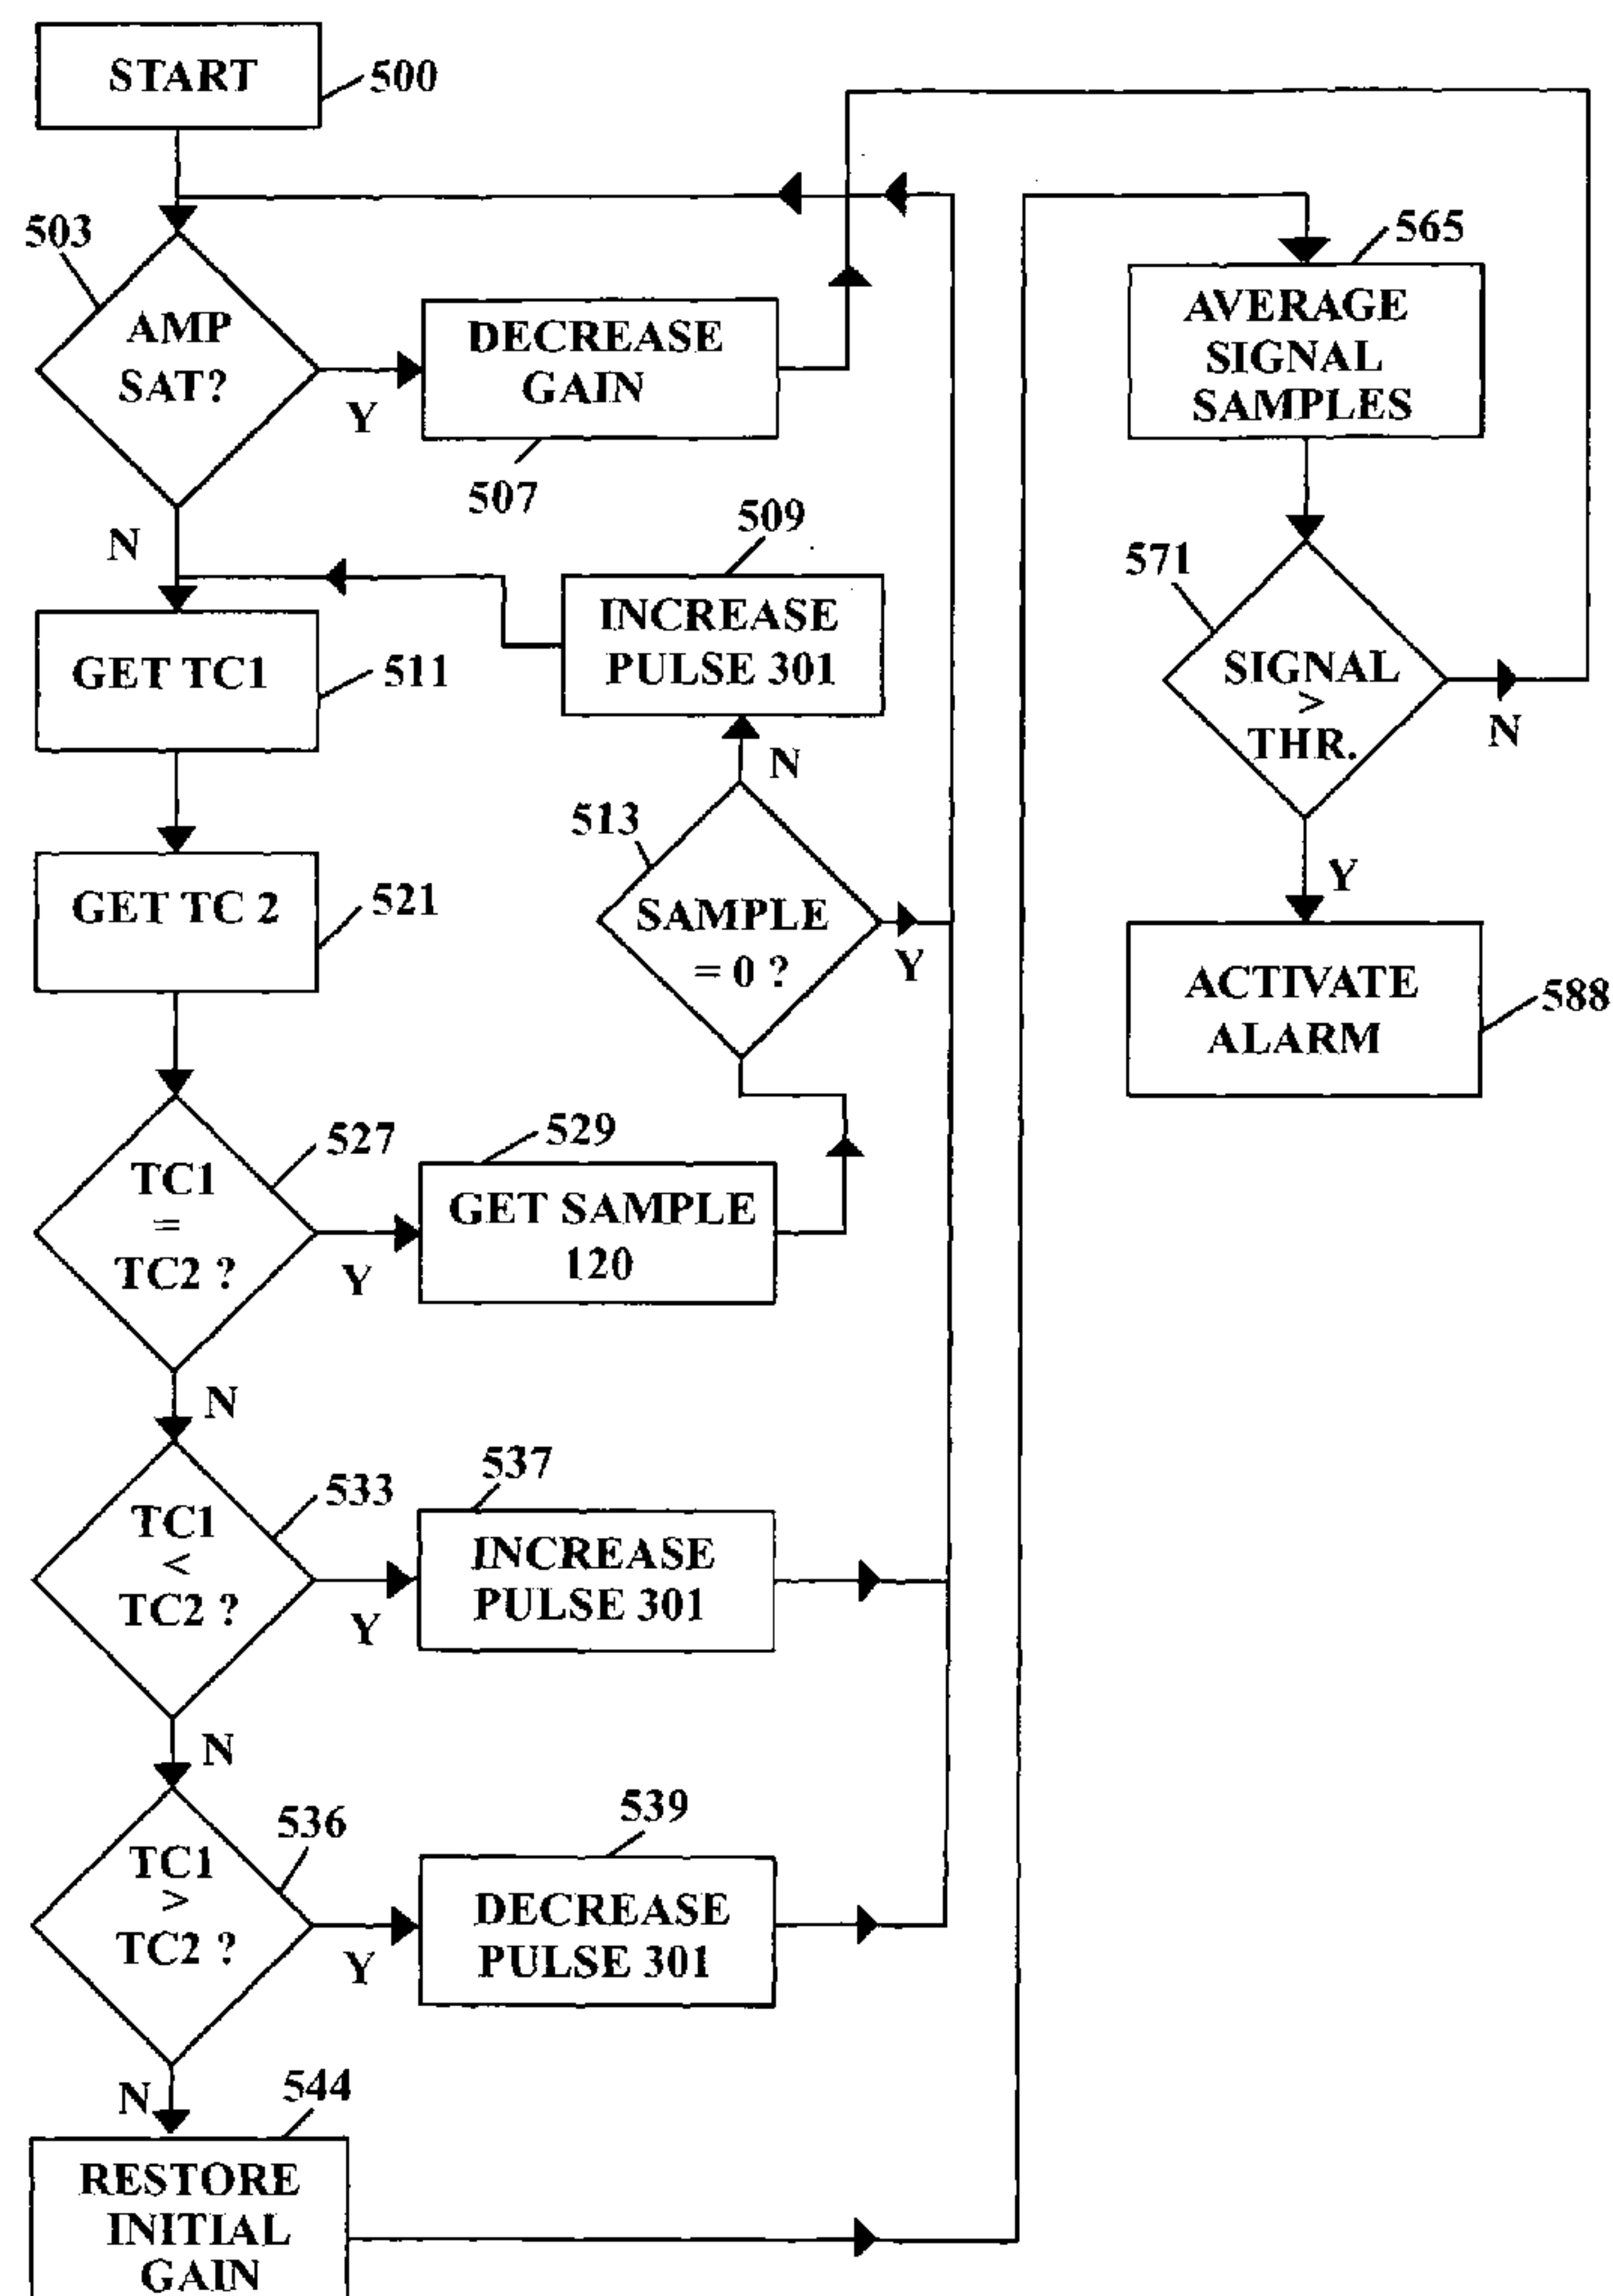 START
500
503
AMP
SAT?
Y
N
DECREASE
GAIN
507
509
INCREASE
PULSE 301
GET TC1
511
N
513
SAMPLE
= 0 ?
Y
GET TC 2
521
527
TC1
=
TC2 ?
Y
N
529
GET SAMPLE
120
533
TC1
<
TC2 ?
Y
N
537
INCREASE
PULSE 301
536
TC1
>
TC2 ?
Y
N
539
DECREASE
PULSE 301
544
RESTORE
INITIAL
GAIN
565
AVERAGE
SIGNAL
SAMPLES
571
SIGNAL
>
THR.
N
Y
ACTIVATE
ALARM
588